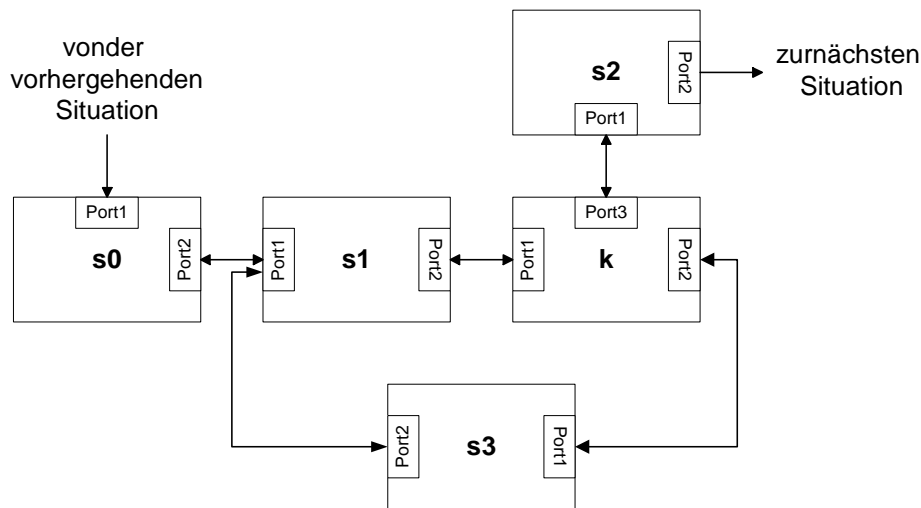 vonder
vorhergehenden
Situation
s2
Port2
Port1
zurnächsten
Situation
Port1
s0
Port2
Port1
s1
Port2
Port3
Port1
k
Port2
Port2
s3
Port1